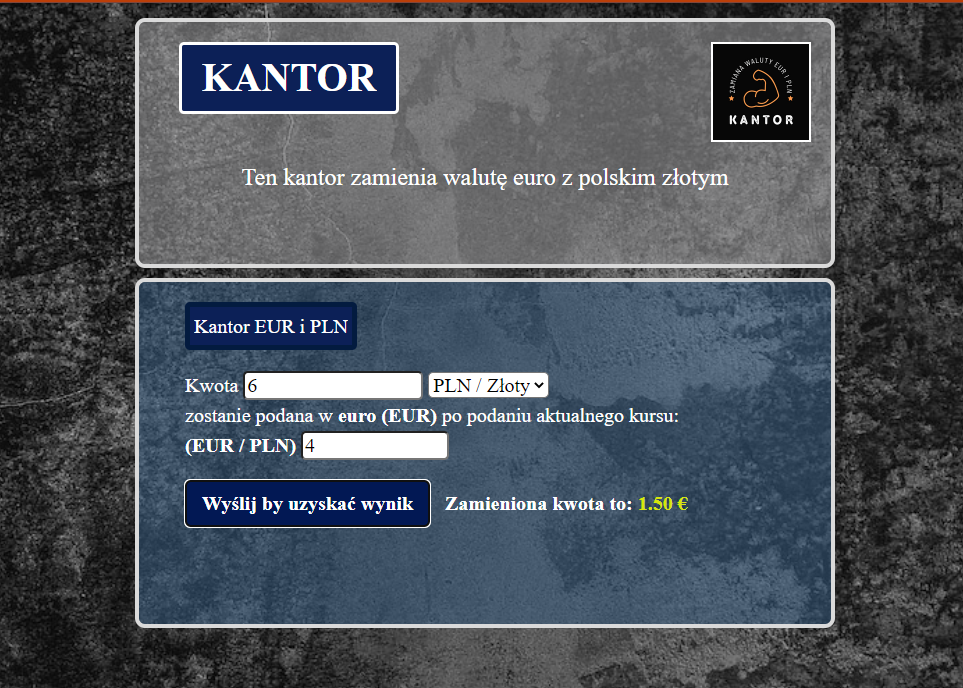 KANTOR
ZAMIANA WALUTY EUR I PLN
KANTOR
Ten kantor zamienia walutę euro z polskim złotym
Kantor EUR i PLN
Kwota 6 PLN / Złoty
zostanie podana w euro (EUR) po podaniu aktualnego kursu:
(EUR / PLN) 4
Wyślij by uzyskać wynik Zamieniona kwota to: 1.50 €